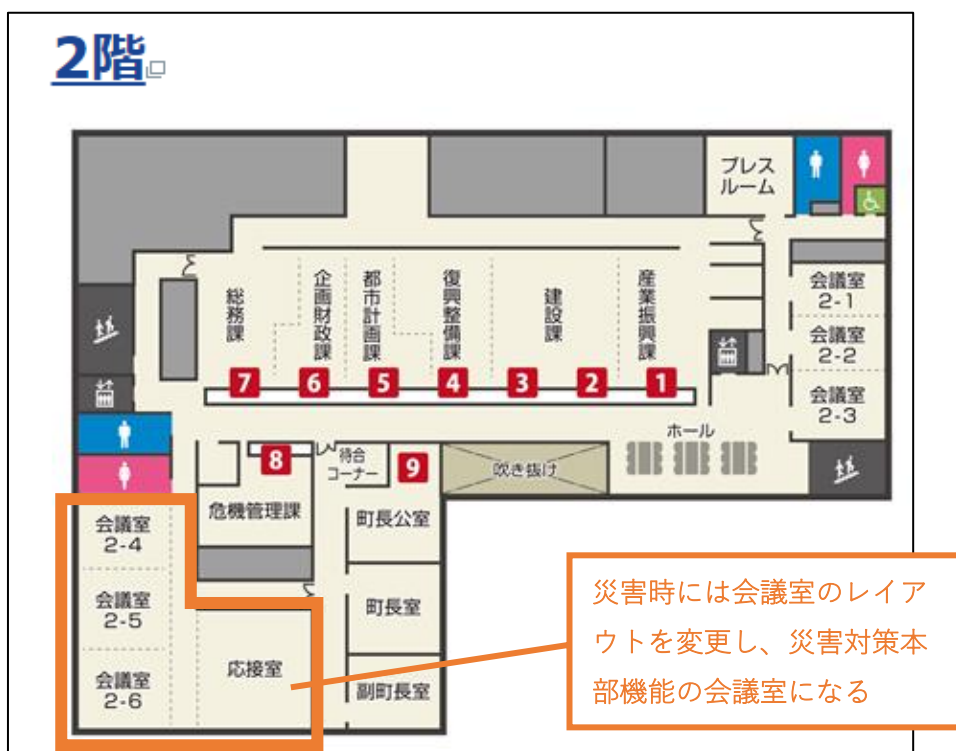 2階
プレス
ルーム
総務課
企画財政課
都市計画課
復興整備課
建設課
産業振興課
会議室
2-1
会議室
2-2
会議室
2-3
7
6
5
4
3
2
1
ホール
8
待合
コーナー
9
吹き抜け
危機管理課
町長公室
会議室
2-4
会議室
2-5
町長室
応接室
会議室
2-6
副町長室
災害時には会議室のレイア
ウトを変更し、災害対策本
部機能の会議室になる